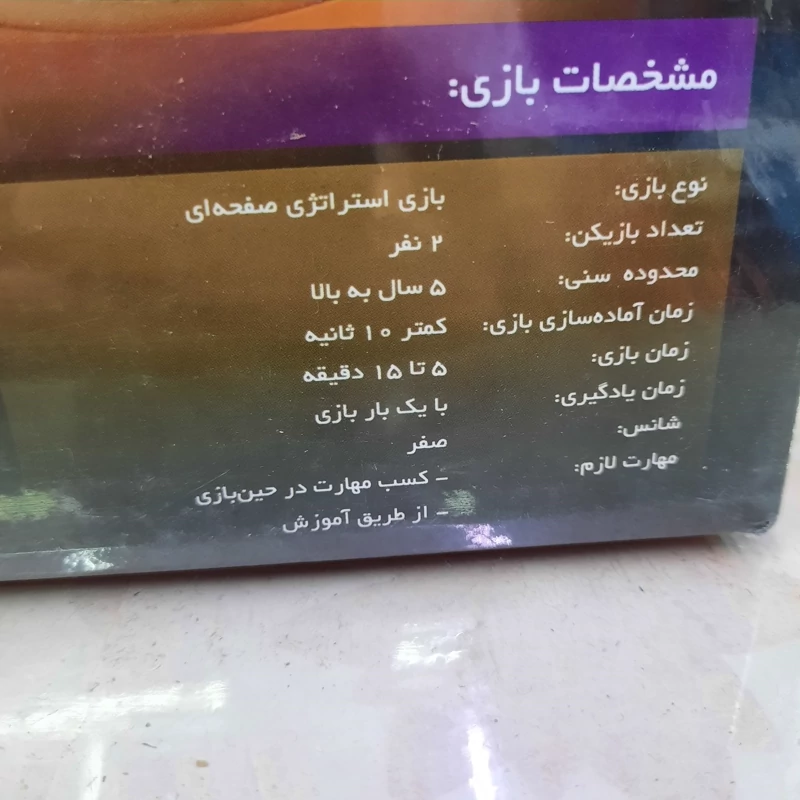 مشخصات بازی:
نوع بازی: بازی استراتژی صفحه‌ای
تعداد بازیکن: ۲ نفر
محدوده سنی: ۵ سال به بالا
زمان آماده‌سازی بازی: کمتر ۱۰ ثانیه
زمان بازی: ۵ تا ۱۵ دقیقه
زمان یادگیری: با یک بار بازی
شانس: صفر
مهارت لازم: – کسب مهارت در حین‌بازی
– از طریق آموزش